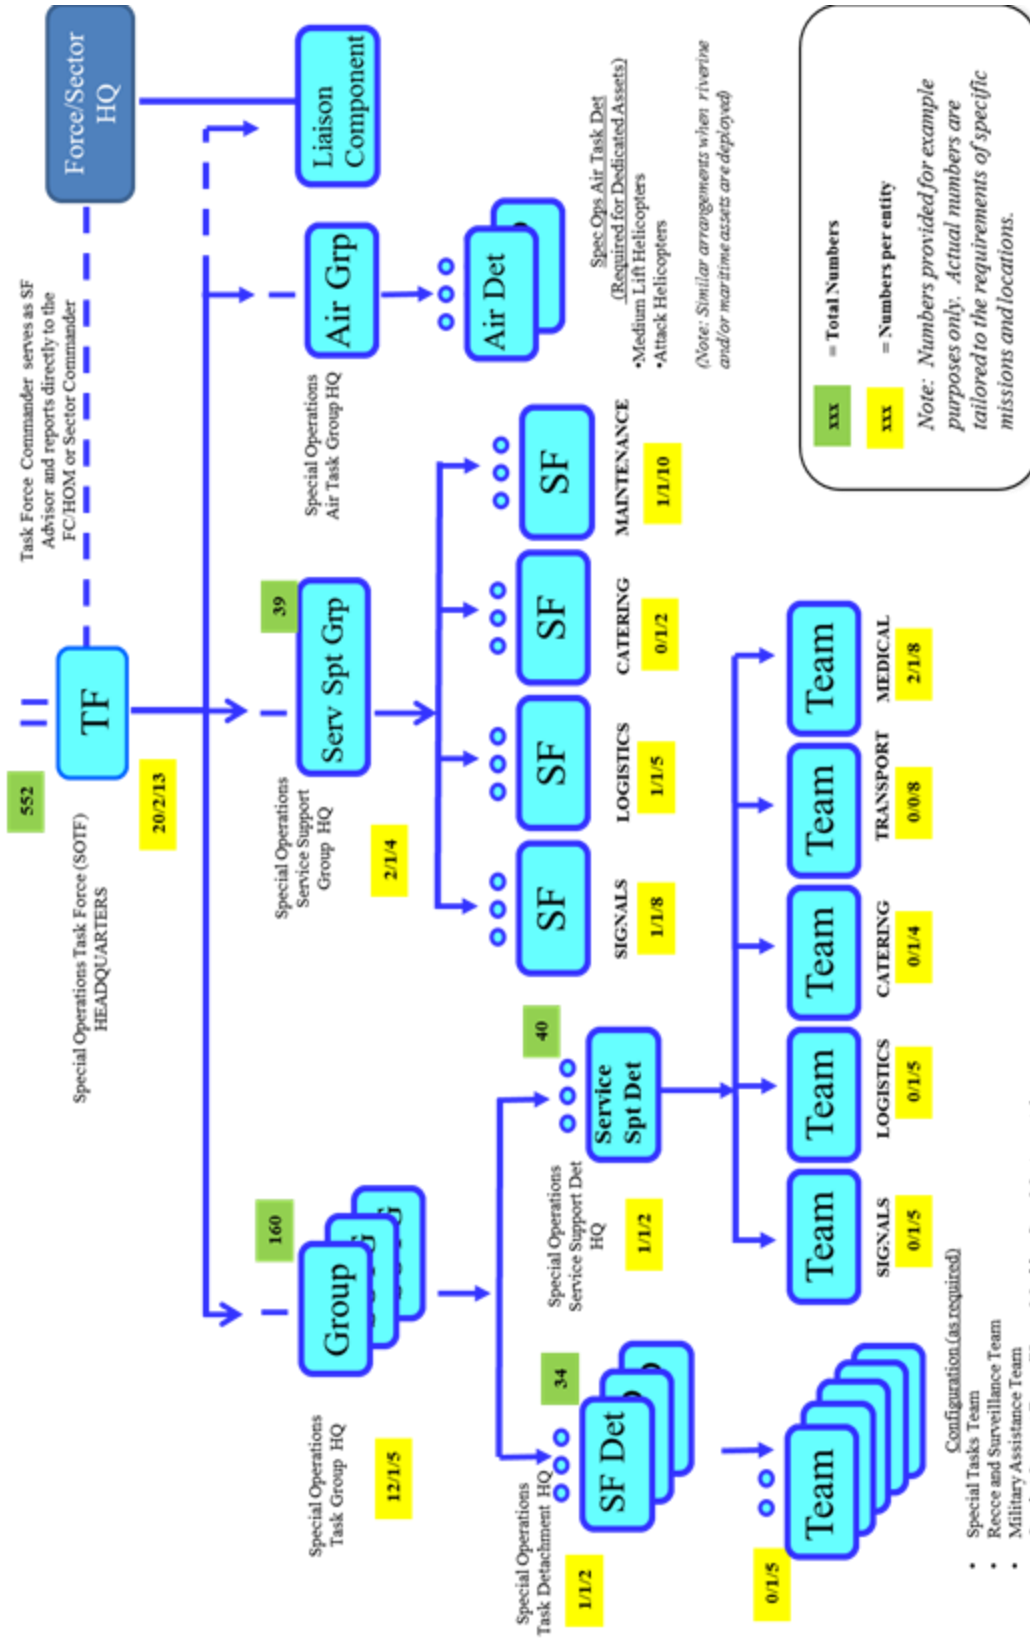 Task Force Commander serves as SF
Advisor and reports directly to the
FC/HOM or Sector Commander
Force/Sector
HQ
552
TF
Special Operations Task Force (SOTF)
HEADQUARTERS
20/2/13
Special Operations
Task Group HQ
160
Group
12/1/5
Special Operations
Service Support
Group HQ
39
Serv Spt Grp
2/1/4
Special Operations
Air Task Group HQ
Air Grp
Liaison
Component
Air Det
Spec Ops Air Task Det
(Required for Dedicated Assets)
•Medium Lift Helicopters
•Attack Helicopters
(Note: Similar arrangements when riverine
and/or maritime assets are deployed)
SF
SIGNALS
1/1/8
SF
LOGISTICS
1/1/5
SF
CATERING
0/1/2
SF
MAINTENANCE
1/1/10
Special Operations
Task Detachment HQ
34
SF Det
1/1/2
Special Operations
Service Support Det
HQ
40
Service
Spt Det
1/1/2
Team
0/1/5
Team
SIGNALS
0/1/5
Team
LOGISTICS
0/1/5
Team
CATERING
0/1/4
Team
TRANSPORT
0/0/8
Team
MEDICAL
2/1/8
Configuration (as required)
• Special Tasks Team
• Recce and Surveillance Team
• Military Assistance Team
xxx = Total Numbers
xxx = Numbers per entity
Note: Numbers provided for example
purposes only. Actual numbers are
tailored to the requirements of specific
missions and locations.